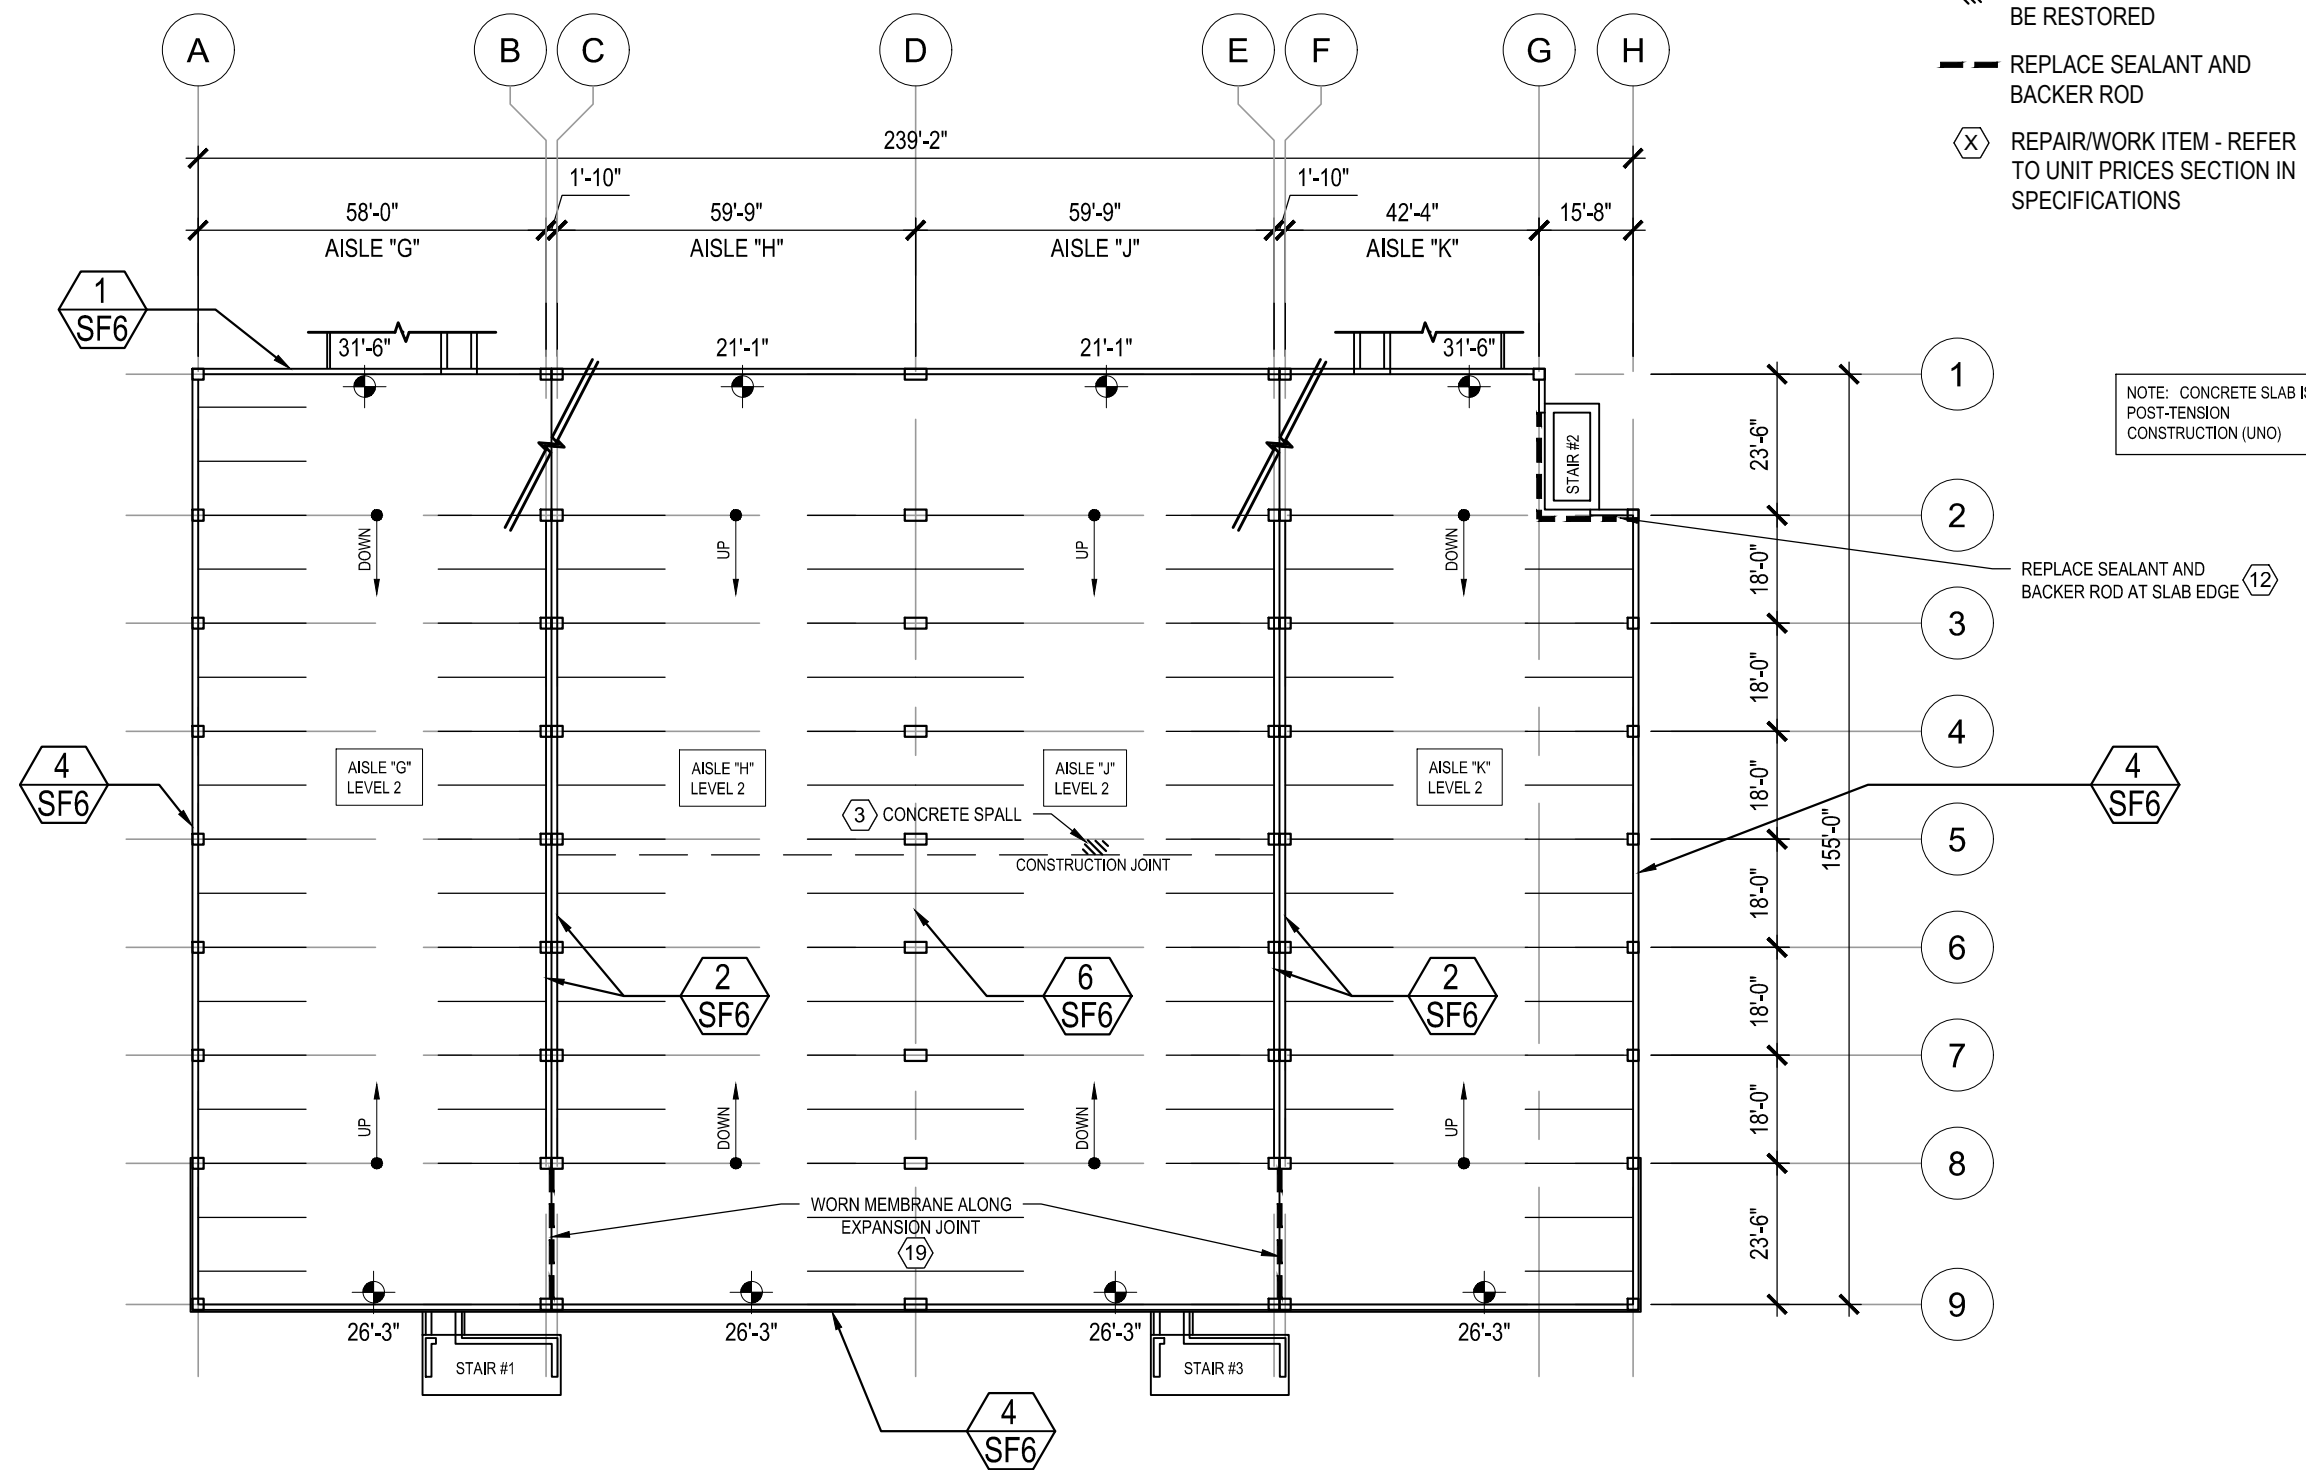 BE RESTORED
REPLACE SEALANT AND
BACKER ROD
X
REPAIR/WORK ITEM - REFER
TO UNIT PRICES SECTION IN
SPECIFICATIONS
A
B
C
D
E
F
G
H
239'-2"
1'-10"
1'-10"
58'-0"
59'-9"
59'-9"
42'-4"
15'-8"
AISLE "G"
AISLE "H"
AISLE "J"
AISLE "K"
1
SF6
31'-6"
21'-1"
21'-1"
31'-6"
1
NOTE: CONCRETE SLAB IS
POST-TENSION
CONSTRUCTION (UNO)
23'-6"
STAIR #2
2
DOWN
UP
UP
DOWN
18'-0"
REPLACE SEALANT AND
BACKER ROD AT SLAB EDGE
12
3
18'-0"
4
4
SF6
AISLE "G"
LEVEL 2
AISLE "H"
LEVEL 2
AISLE "J"
LEVEL 2
AISLE "K"
LEVEL 2
18'-0"
4
SF6
3
CONCRETE SPALL
CONSTRUCTION JOINT
155'-0"
5
18'-0"
6
2
SF6
6
SF6
2
SF6
18'-0"
7
UP
DOWN
DOWN
UP
18'-0"
8
WORN MEMBRANE ALONG
EXPANSION JOINT
19
23'-6"
9
26'-3"
26'-3"
26'-3"
26'-3"
STAIR #1
STAIR #3
4
SF6